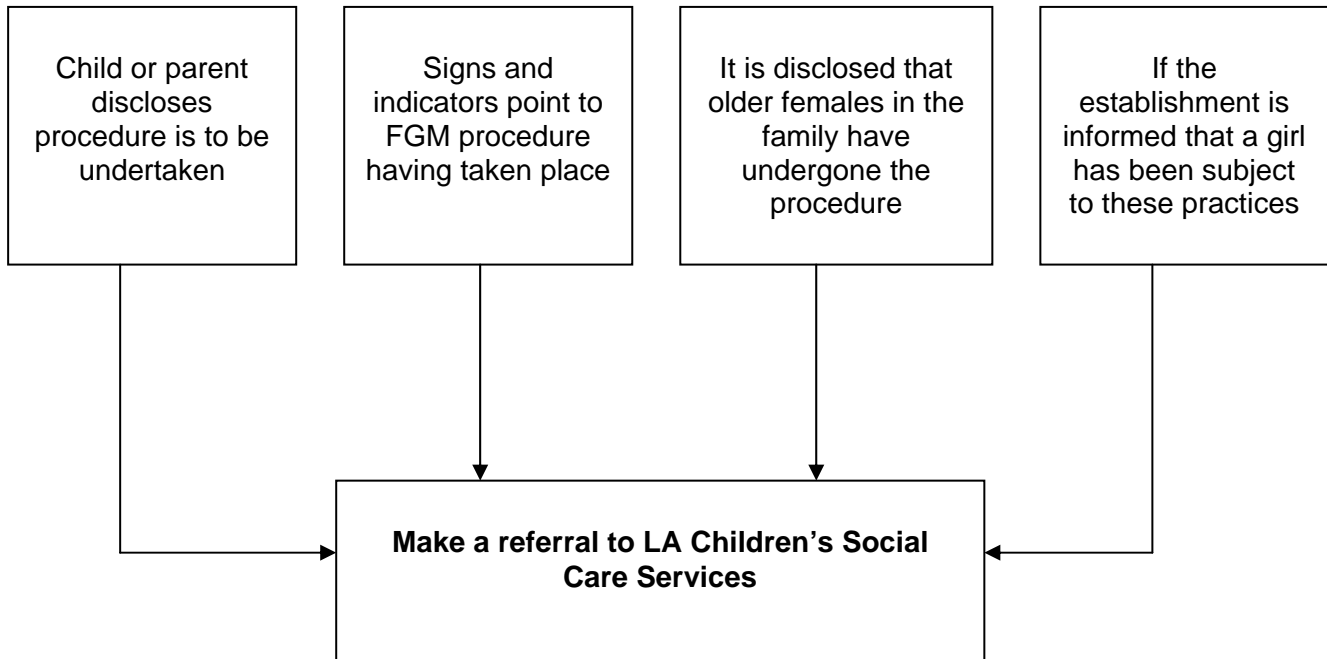 Child or parent
discloses
procedure is to be
undertaken
Signs and
indicators point to
FGM procedure
having taken place
It is disclosed that
older females in the
family have
undergone the
procedure
If the
establishment is
informed that a girl
has been subject
to these practices
Make a referral to LA Children’s Social
Care Services